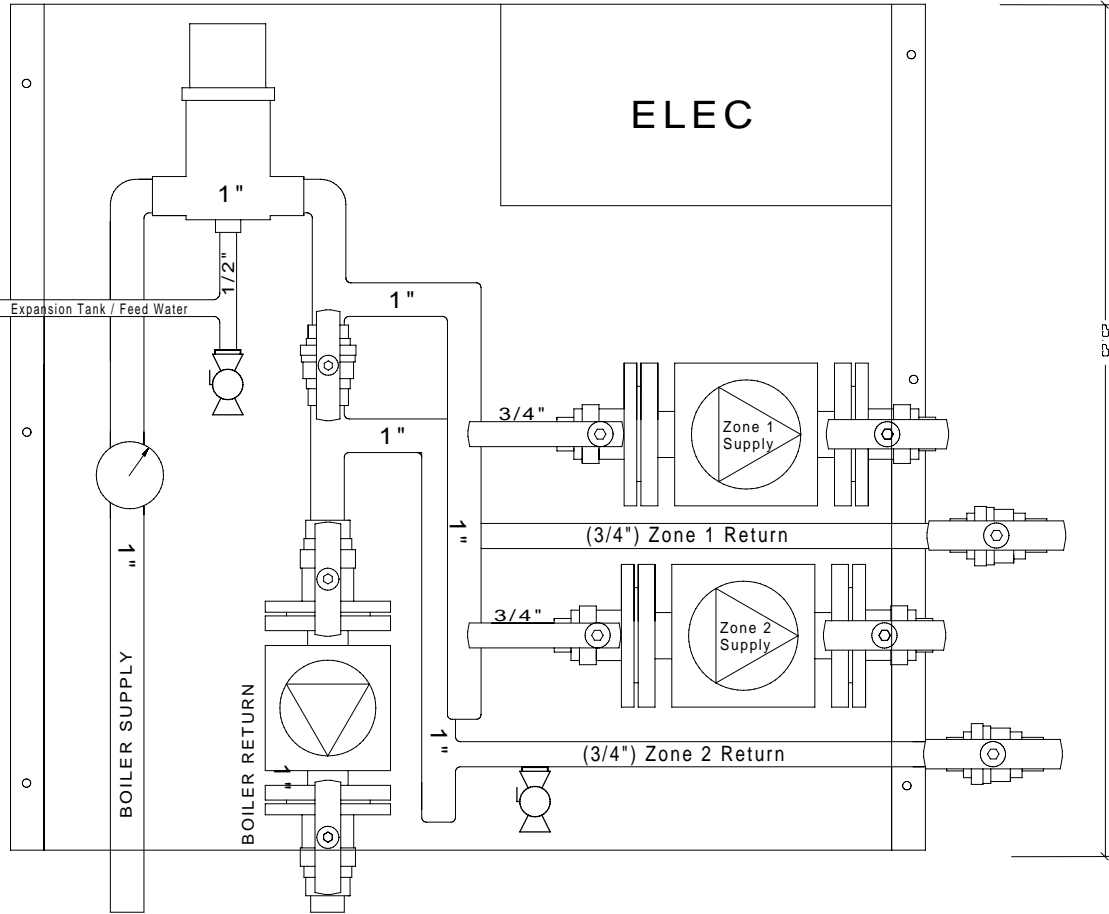 ELEC
1"
1/2"
Expansion Tank / Feed Water
1"
3/4"
Zone 1
Supply
1"
1"
1"
(3/4") Zone 1 Return
3/4"
Zone 2
Supply
BOILER SUPPLY
BOILER RETURN
1"
1"
(3/4") Zone 2 Return